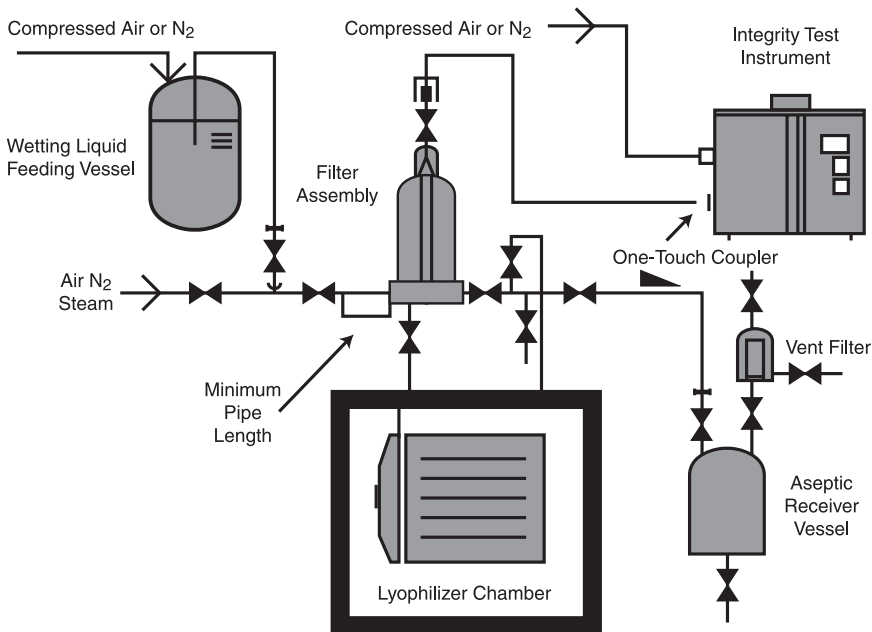 Compressed Air or N2
Compressed Air or N2
Integrity Test
Instrument
Wetting Liquid
Feeding Vessel
Filter
Assembly
One-Touch Coupler
Air N2
Steam
Vent Filter
Minimum
Pipe
Length
Aseptic
Receiver
Vessel
Lyophilizer Chamber